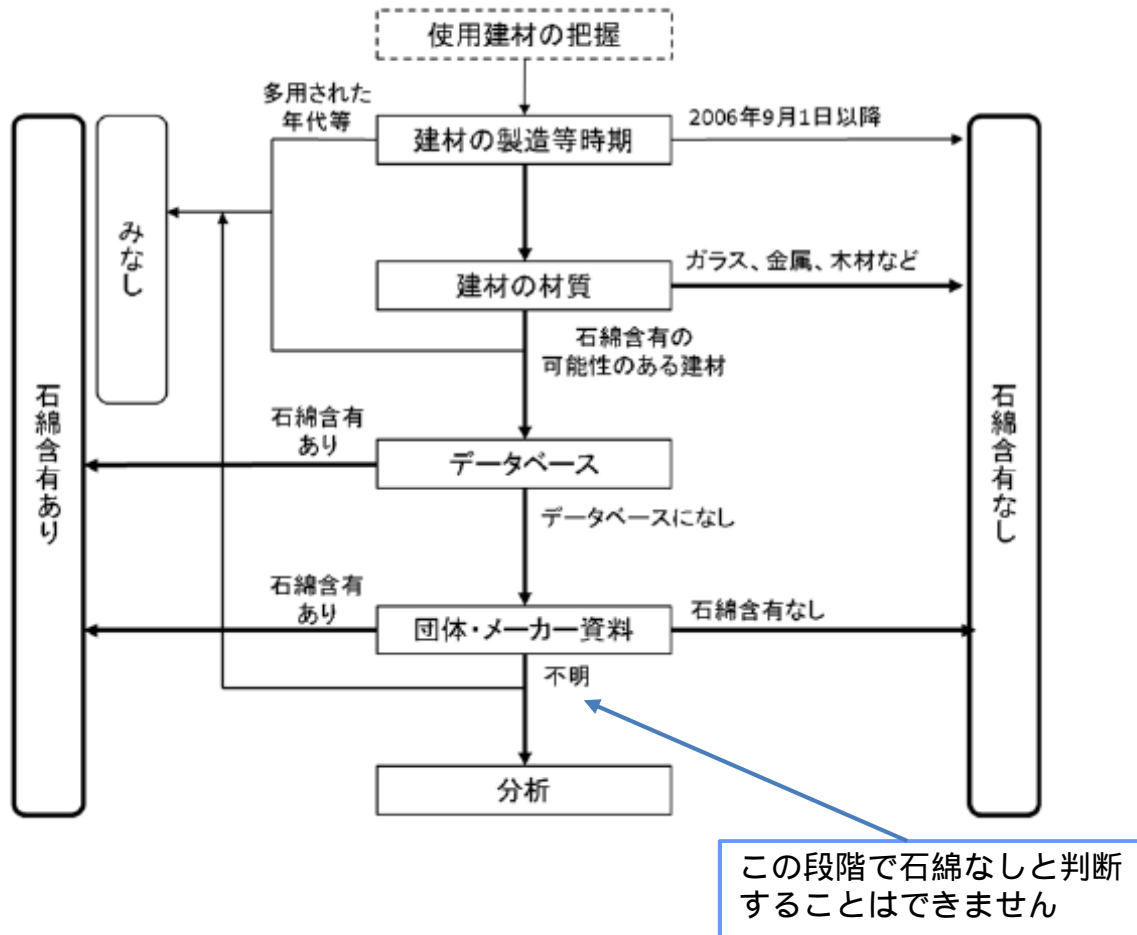 使用建材の把握
多用された
年代等
建材の製造等時期
2006年9月1日以降
みなし
建材の材質
ガラス、金属、木材など
石綿含有の
可能性のある建材
石綿含有あり
石綿含有なし
石綿含有
あり
データベース
データベースになし
石綿含有
あり
団体・メーカー資料
石綿含有なし
不明
分析
この段階で石綿なしと判断
することはできません